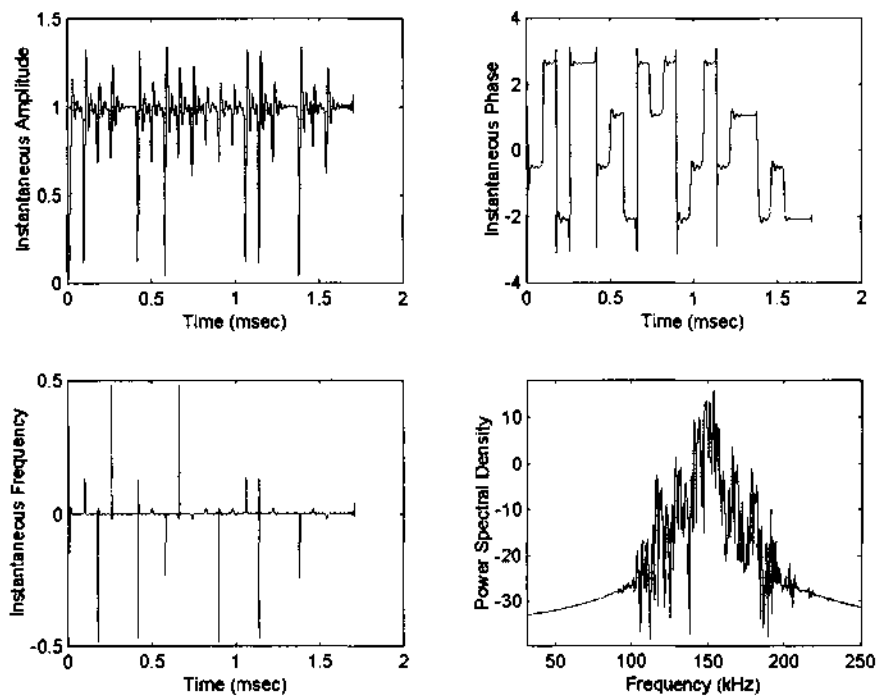 1.5
1
0.5
0
Instantaneous Amplitude
0 0.5 1 1.5 2
Time (msec)
4
2
0
-2
-4
Instantaneous Phase
0 0.5 1 1.5 2
Time (msec)
0.5
0
-0.5
Instantaneous Frequency
0 0.5 1 1.5 2
Time (msec)
10
0
-10
-20
-30
Power Spectral Density
50 100 150 200 250
Frequency (kHz)